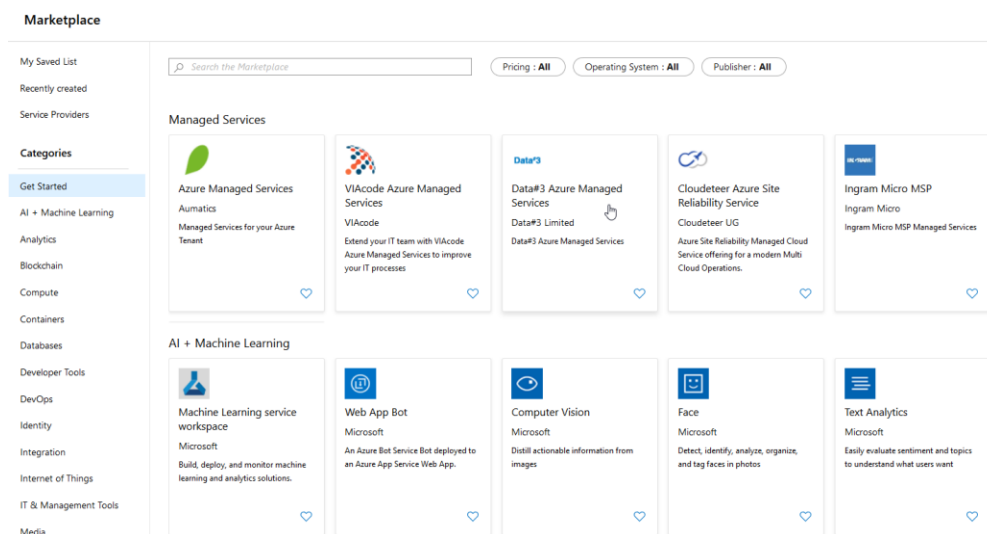 Marketplace
My Saved List
Recently created
Service Providers
Categories
Get Started
AI + Machine Learning
Analytics
Blockchain
Compute
Containers
Databases
Developer Tools
DevOps
Identity
Integration
Internet of Things
IT & Management Tools
Media
Search the Marketplace
Pricing : All
Operating System : All
Publisher : All
Managed Services
Azure Managed Services
Aumatics
Managed Services for your Azure
Tenant
VIAcode Azure Managed
Services
VIAcode
Extend your IT team with VIAcode
Azure Managed Services to improve
your IT processes
Data#3
Data#3 Azure Managed
Services
Data#3 Limited
Data#3 Azure Managed Services
Cloudeteer Azure Site
Reliability Service
Cloudeteer UG
Azure Site Reliability Managed Cloud
Service offering for a modern Multi
Cloud Operations.
Ingram Micro MSP
Ingram Micro
Ingram Micro MSP Managed Services
AI + Machine Learning
Machine Learning service
workspace
Microsoft
Build, deploy, and monitor machine
learning and analytics solutions.
Web App Bot
Microsoft
An Azure Bot Service Bot deployed to
an Azure App Service Web App.
Computer Vision
Microsoft
Distill actionable information from
images
Face
Microsoft
Detect, identify, analyze, organize,
and tag faces in photos
Text Analytics
Microsoft
Easily evaluate sentiment and topics
to understand what users want